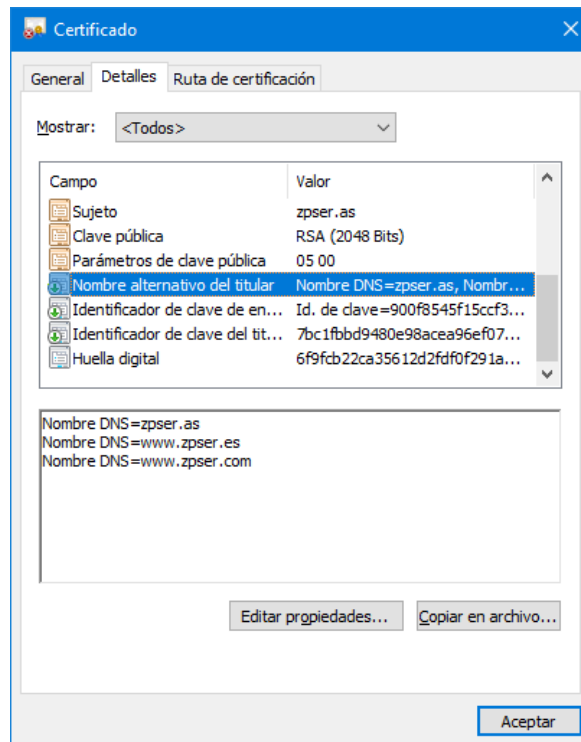 Certificado
General Detalles Ruta de certificación
Mostrar: <Todos>
Campo Valor
Sujeto zpser.as
Clave pública RSA (2048 Bits)
Parámetros de clave pública 05 00
Nombre alternativo del titular Nombre DNS=zpser.as, Nombr...
Identificador de clave de en... Id. de clave=900f8545f15ccf3...
Identificador de clave del tit... 7bc1fbbd9480e98acea96ef07...
Huella digital 6f9fcb22ca35612d2fdf0f291a...
Nombre DNS=zpser.as
Nombre DNS=www.zpser.es
Nombre DNS=www.zpser.com
Editar propiedades... Copiar en archivo...
Aceptar